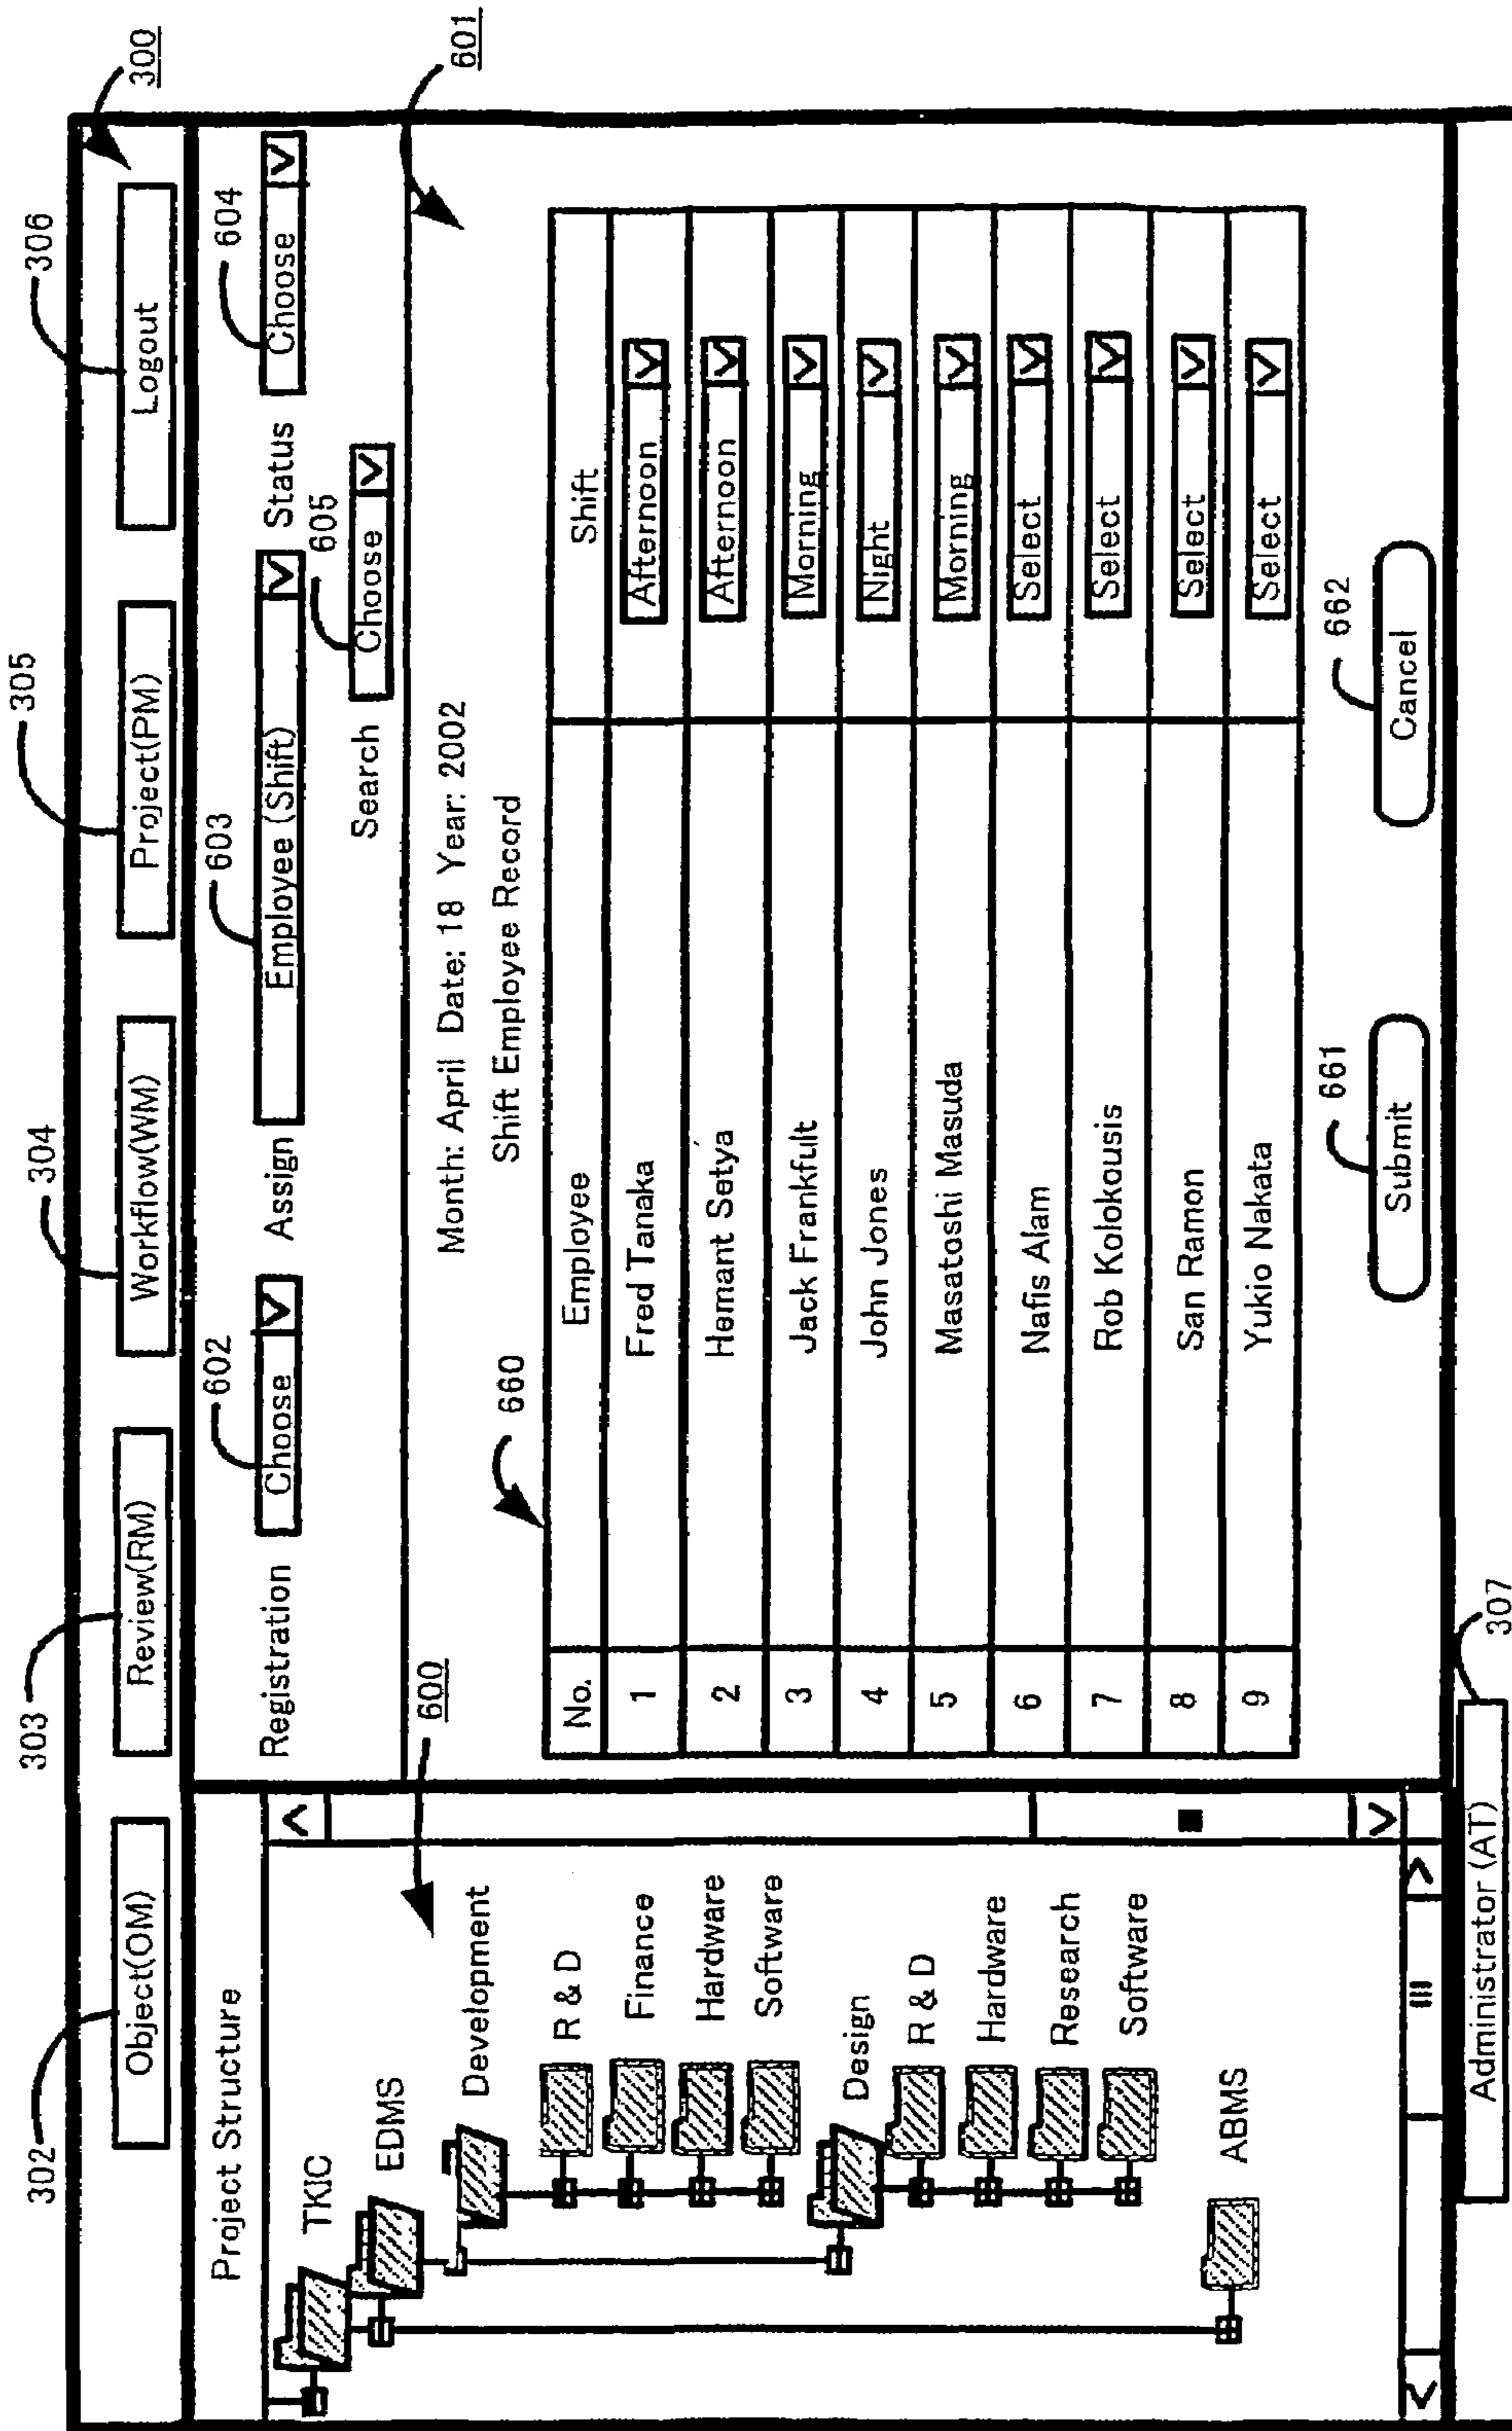 302
303
304
305
306
300
Object(OM)
Review(RM)
Workflow(WM)
Project(PM)
Logout
Project Structure
600
TKIC
EDMS
Development
R & D
Finance
Hardware
Software
Design
R & D
Hardware
Research
Software
ABMS
602
603
604
Registration Choose Assign Employee (Shift) Status Choose
605
Search Choose
601
Month: April Date: 18 Year: 2002
Shift Employee Record
660
No. Employee Shift
1 Fred Tanaka Afternoon
2 Hemant Setya Afternoon
3 Jack Frankfult Morning
4 John Jones Night
5 Masatoshi Masuda Morning
6 Nafis Alam Select
7 Rob Kolokousis Select
8 San Ramon Select
9 Yukio Nakata Select
661
662
Submit Cancel
Administrator (AT)
307